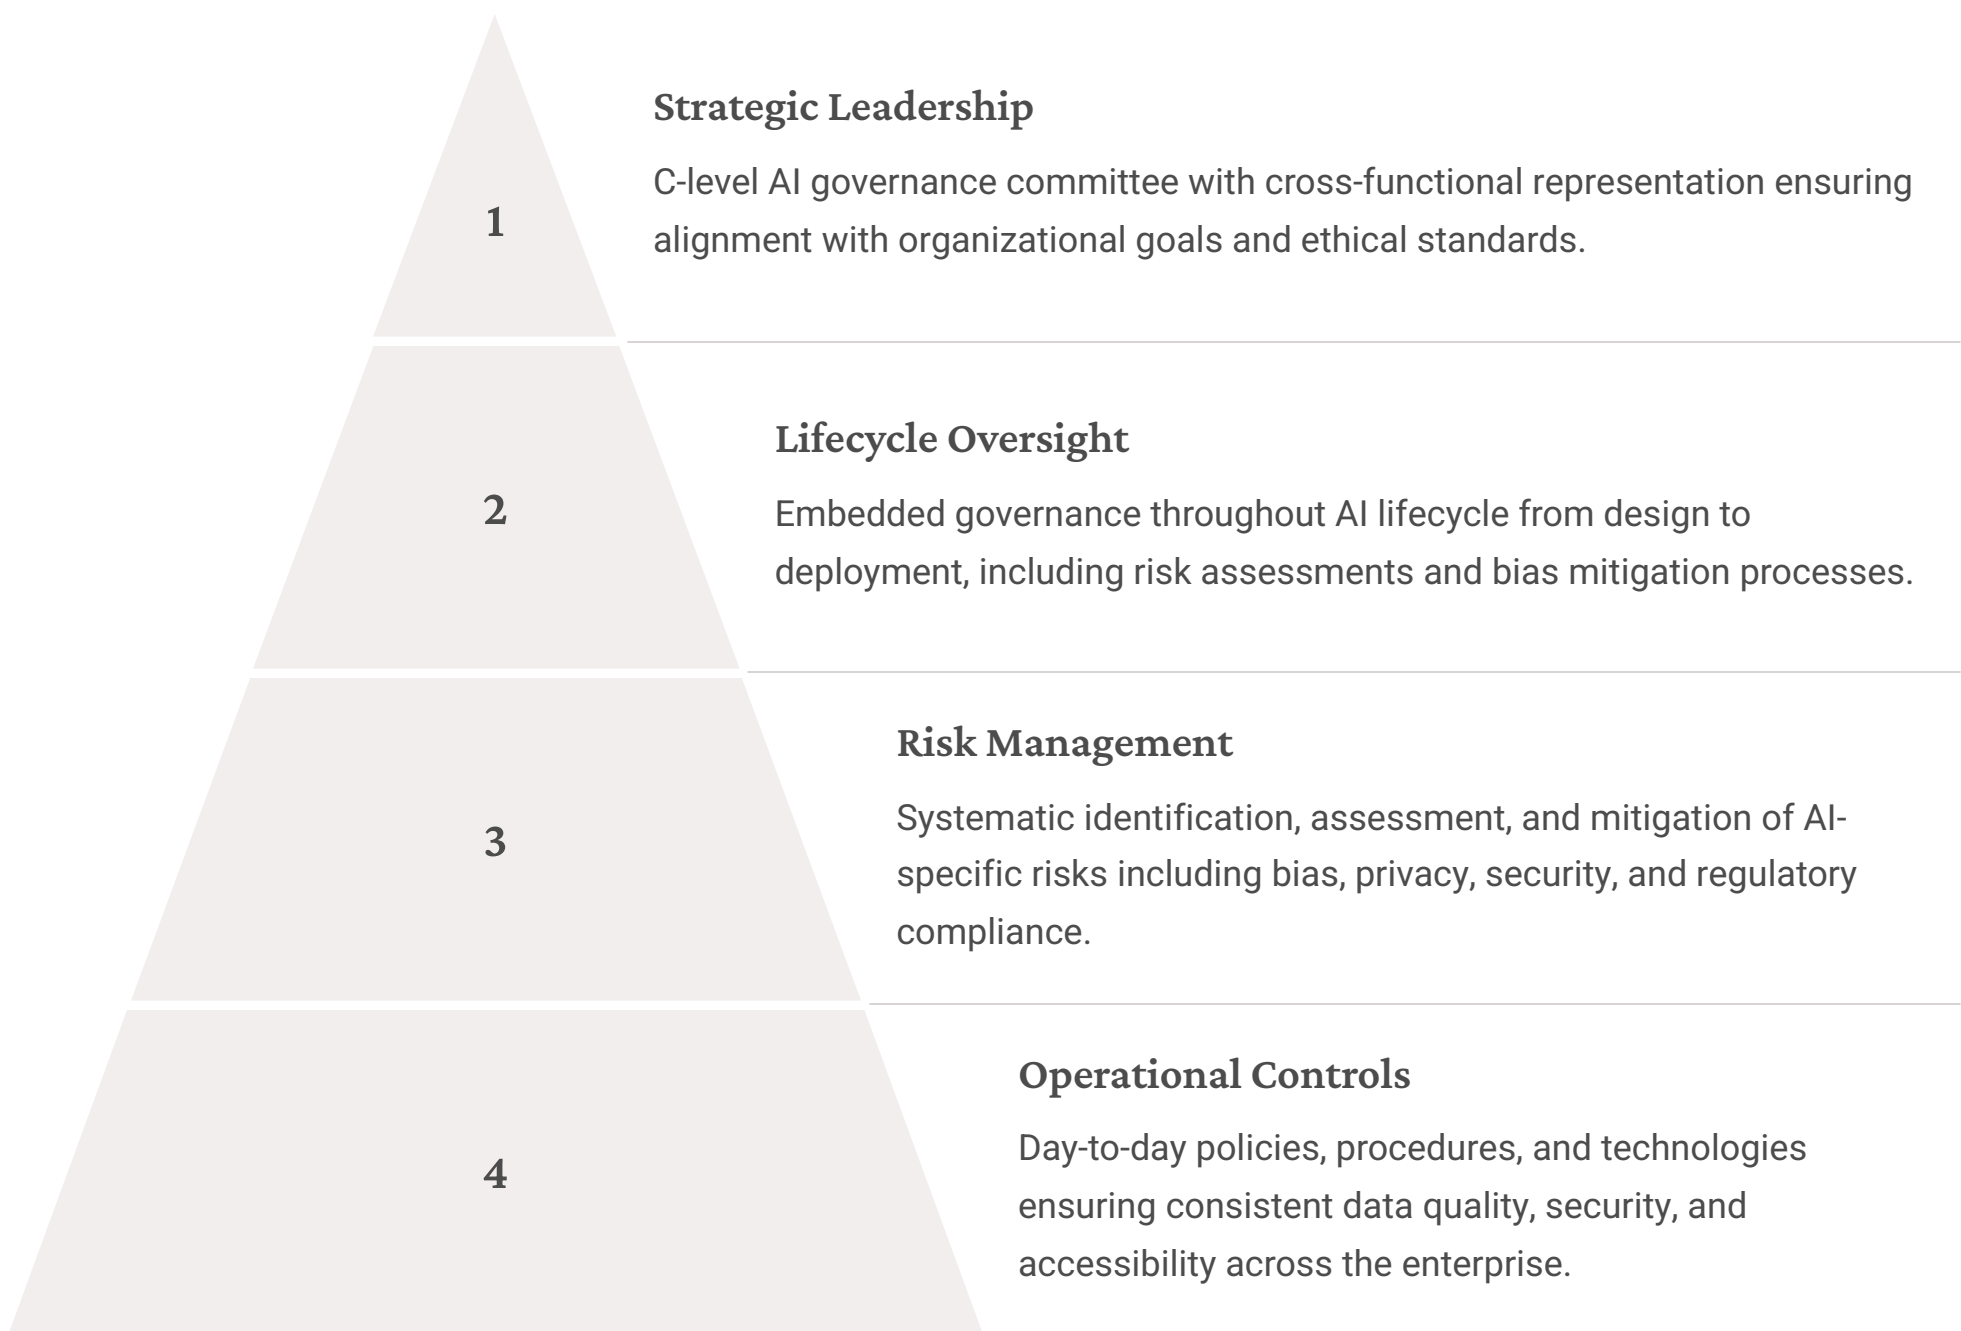 Strategic Leadership
C-level AI governance committee with cross-functional representation ensuring
alignment with organizational goals and ethical standards.
1
Lifecycle Oversight
Embedded governance throughout AI lifecycle from design to
deployment, including risk assessments and bias mitigation processes.
2
Risk Management
Systematic identification, assessment, and mitigation of AI-
specific risks including bias, privacy, security, and regulatory
compliance.
3
Operational Controls
Day-to-day policies, procedures, and technologies
ensuring consistent data quality, security, and
accessibility across the enterprise.
4